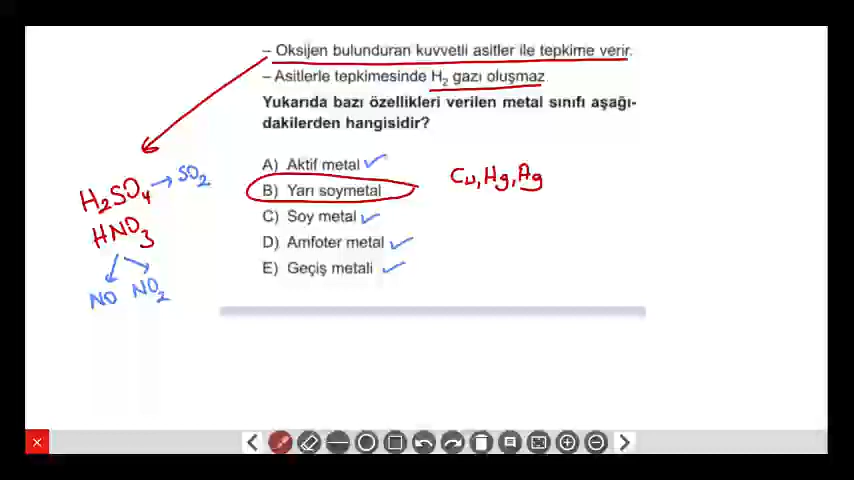 – Oksijen bulunduran kuvvetli asitler ile tepkime verir.
– Asitlerle tepkimesinde H₂ gazı oluşmaz.
Yukarıda bazı özellikleri verilen metal sınıfı aşağı-
dakilerden hangisidir?
A) Aktif metal
B) Yarı soymetal
C) Soy metal
D) Amfoter metal
E) Geçiş metali
Cu, Hg, Ag
H₂SO₄ → SO₂
HNO₃
NO NO₂